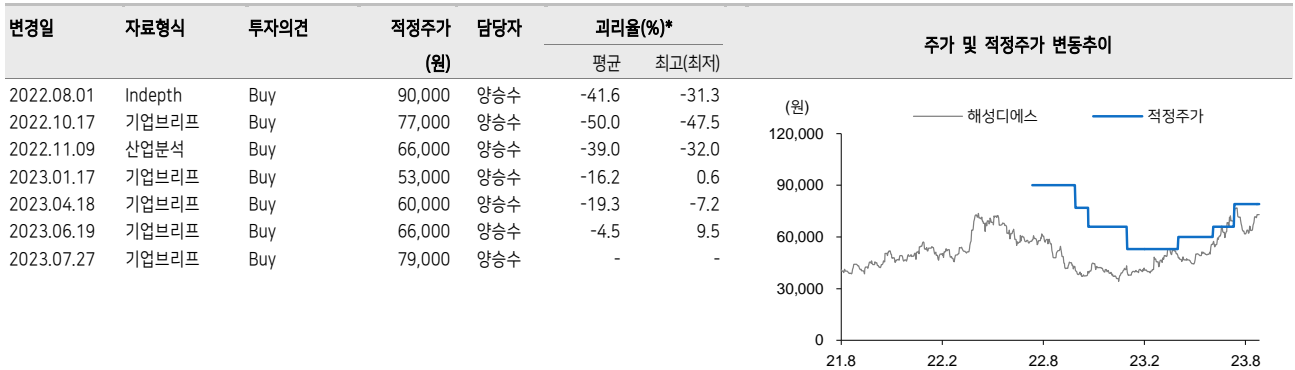 변경일 자료형식 투자의견 적정주가 담당자 괴리율(%)* 주가 및 적정주가 변동추이
(원) 평균 최고(최저)
2022.08.01 Indepth Buy 90,000 양승수 -41.6 -31.3
2022.10.17 기업브리프 Buy 77,000 양승수 -50.0 -47.5
2022.11.09 산업분석 Buy 66,000 양승수 -39.0 -32.0
2023.01.17 기업브리프 Buy 53,000 양승수 -16.2 0.6
2023.04.18 기업브리프 Buy 60,000 양승수 -19.3 -7.2
2023.06.19 기업브리프 Buy 66,000 양승수 -4.5 9.5
2023.07.27 기업브리프 Buy 79,000 양승수 - -
(원) 해성디에스 적정주가
120,000
90,000
60,000
30,000
0
21.8 22.2 22.8 23.2 23.8